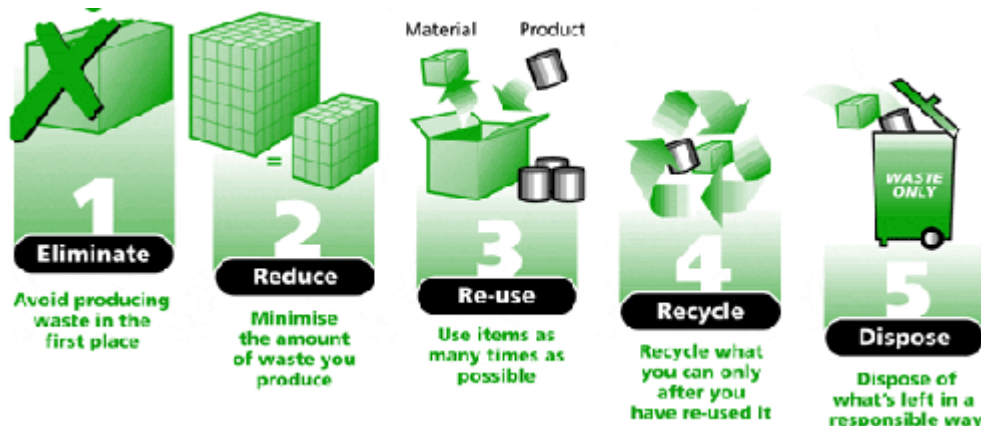 1
Eliminate
Avoid producing
waste in the
first place
2
=
Reduce
Minimise
the amount
of waste you
produce
Material Product
3
Re-use
Use items as
many times as
possible
4
Recycle
Recycle what
you can only
after you
have re-used it
WASTE
ONLY
5
Dispose
Dispose of
what's left in a
responsible way